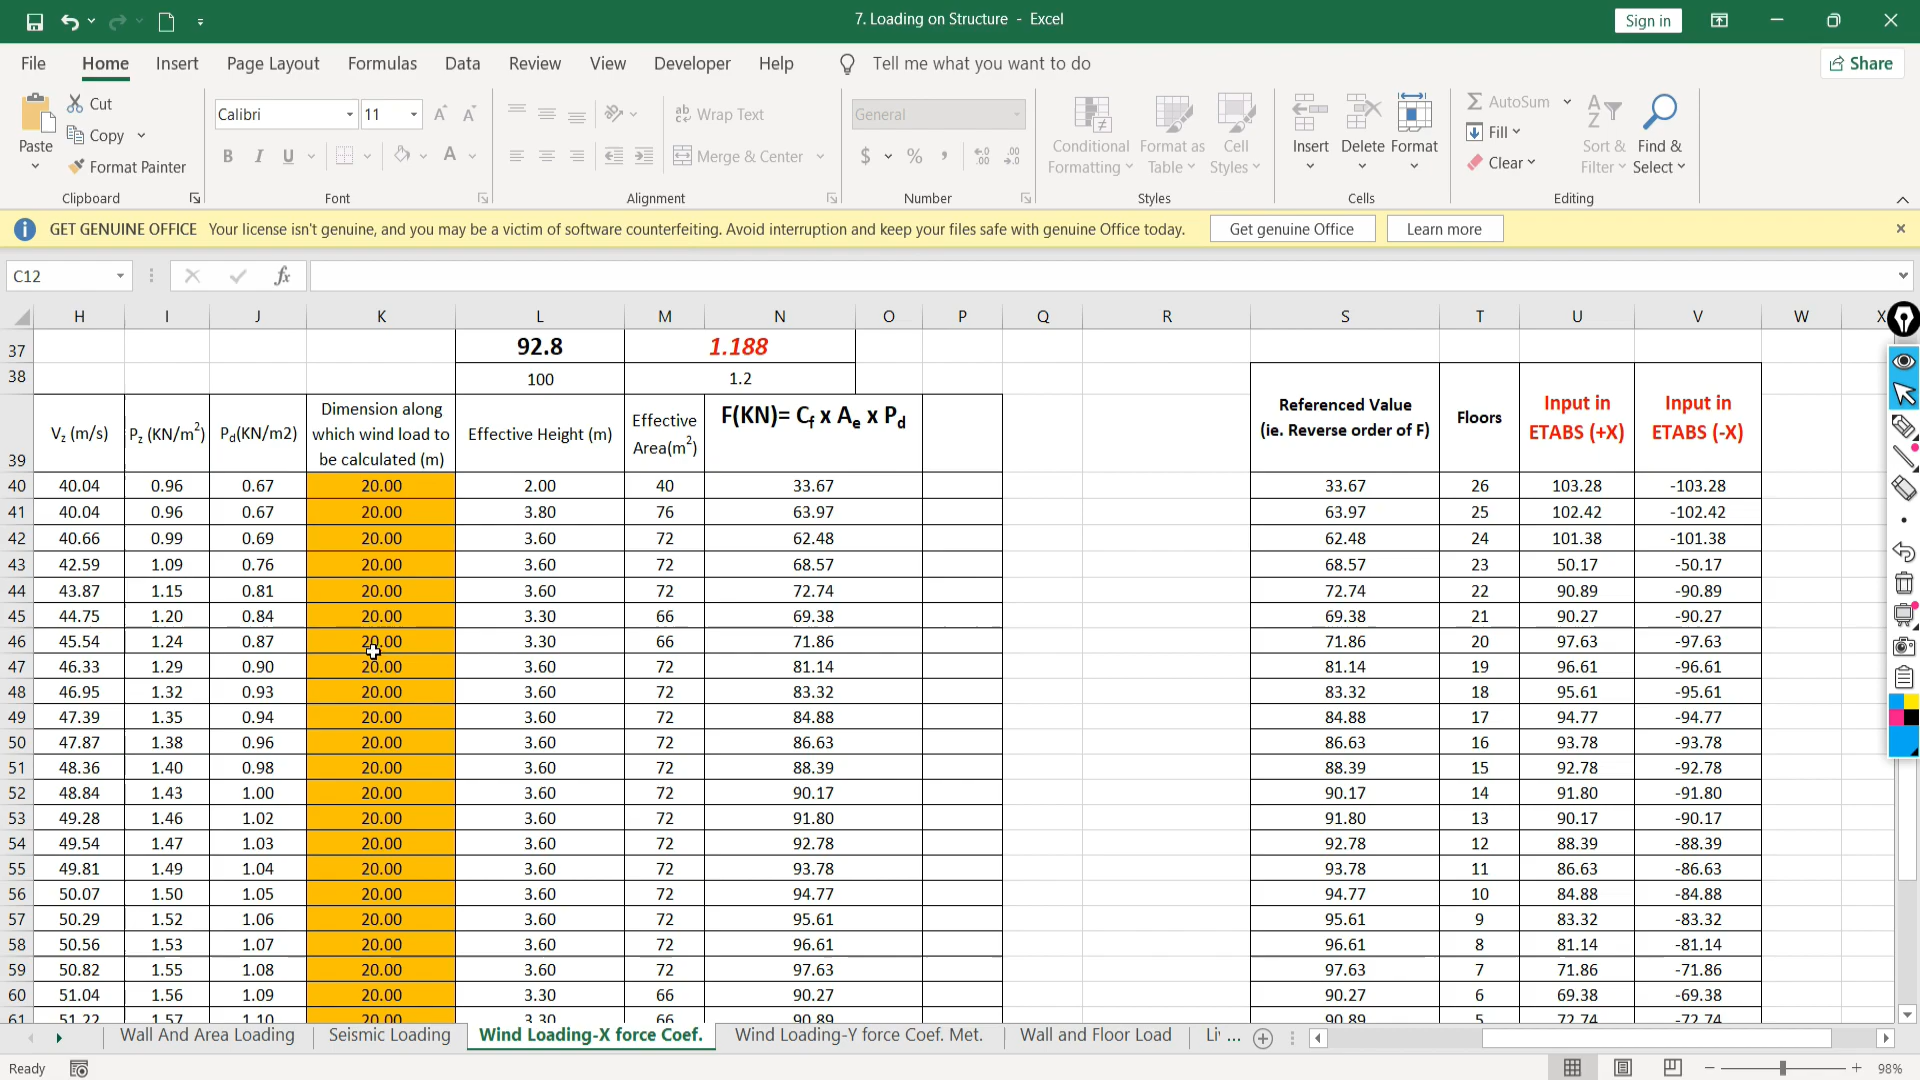 7. Loading on Structure - Excel
Sign in
File Home Insert Page Layout Formulas Data Review View Developer Help Tell me what you want to do Share
Paste Cut Copy Format Painter Clipboard
Calibri 11 B I U A Font
Wrap Text Merge & Center Alignment
General $ % , Number
Conditional Formatting Format as Table Cell Styles Styles
Insert Delete Format Cells
AutoSum Fill Clear Sort & Filter Find & Select Editing
GET GENUINE OFFICE Your license isn't genuine, and you may be a victim of software counterfeiting. Avoid interruption and keep your files safe with genuine Office today. Get genuine Office Learn more
C12 fx
H I J K L M N O P Q R S T U V W X
37 92.8 1.188
38 100 1.2
39 Vz (m/s) Pz (KN/m2) Pd(KN/m2) Dimension along which wind load to be calculated (m) Effective Height (m) Effective Area(m2) F(KN)= Cf x Ae x Pd Referenced Value (ie. Reverse order of F) Floors Input in ETABS (+X) Input in ETABS (-X)
40 40.04 0.96 0.67 20.00 2.00 40 33.67 33.67 26 103.28 -103.28
41 40.04 0.96 0.67 20.00 3.80 76 63.97 63.97 25 102.42 -102.42
42 40.66 0.99 0.69 20.00 3.60 72 62.48 62.48 24 101.38 -101.38
43 42.59 1.09 0.76 20.00 3.60 72 68.57 68.57 23 50.17 -50.17
44 43.87 1.15 0.81 20.00 3.60 72 72.74 72.74 22 90.89 -90.89
45 44.75 1.20 0.84 20.00 3.30 66 69.38 69.38 21 90.27 -90.27
46 45.54 1.24 0.87 20.00 3.30 66 71.86 71.86 20 97.63 -97.63
47 46.33 1.29 0.90 20.00 3.60 72 81.14 81.14 19 96.61 -96.61
48 46.95 1.32 0.93 20.00 3.60 72 83.32 83.32 18 95.61 -95.61
49 47.39 1.35 0.94 20.00 3.60 72 84.88 84.88 17 94.77 -94.77
50 47.87 1.38 0.96 20.00 3.60 72 86.63 86.63 16 93.78 -93.78
51 48.36 1.40 0.98 20.00 3.60 72 88.39 88.39 15 92.78 -92.78
52 48.84 1.43 1.00 20.00 3.60 72 90.17 90.17 14 91.80 -91.80
53 49.28 1.46 1.02 20.00 3.60 72 91.80 91.80 13 90.17 -90.17
54 49.54 1.47 1.03 20.00 3.60 72 92.78 92.78 12 88.39 -88.39
55 49.81 1.49 1.04 20.00 3.60 72 93.78 93.78 11 86.63 -86.63
56 50.07 1.50 1.05 20.00 3.60 72 94.77 94.77 10 84.88 -84.88
57 50.29 1.52 1.06 20.00 3.60 72 95.61 95.61 9 83.32 -83.32
58 50.56 1.53 1.07 20.00 3.60 72 96.61 96.61 8 81.14 -81.14
59 50.82 1.55 1.08 20.00 3.60 72 97.63 97.63 7 71.86 -71.86
60 51.04 1.56 1.09 20.00 3.30 66 90.27 90.27 6 69.38 -69.38
61 51.22 1.57 1.10 20.00 3.30 66 90.89 90.89 5 72.74 -72.74
Wall And Area Loading Seismic Loading Wind Loading-X force Coef. Wind Loading-Y force Coef. Met. Wall and Floor Load Li ...
Ready 98%